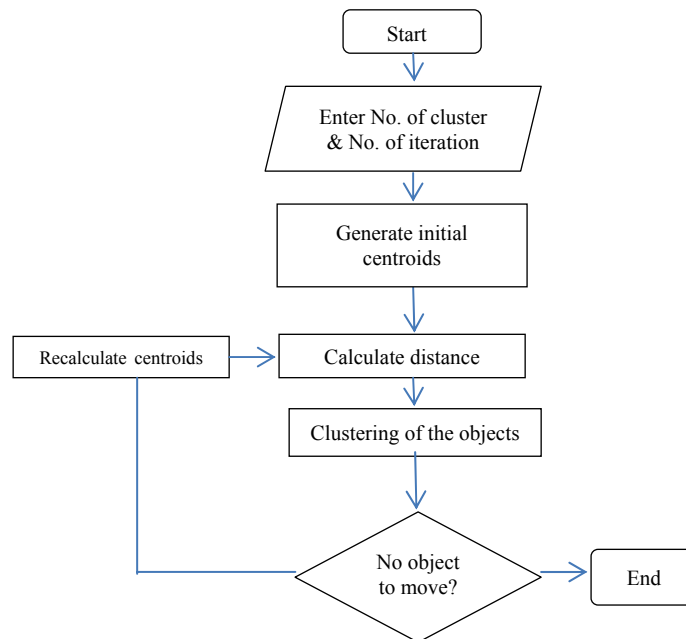 Start
Enter No. of cluster
& No. of iteration
Generate initial
centroids
Recalculate centroids
Calculate distance
Clustering of the objects
No object
to move?
End